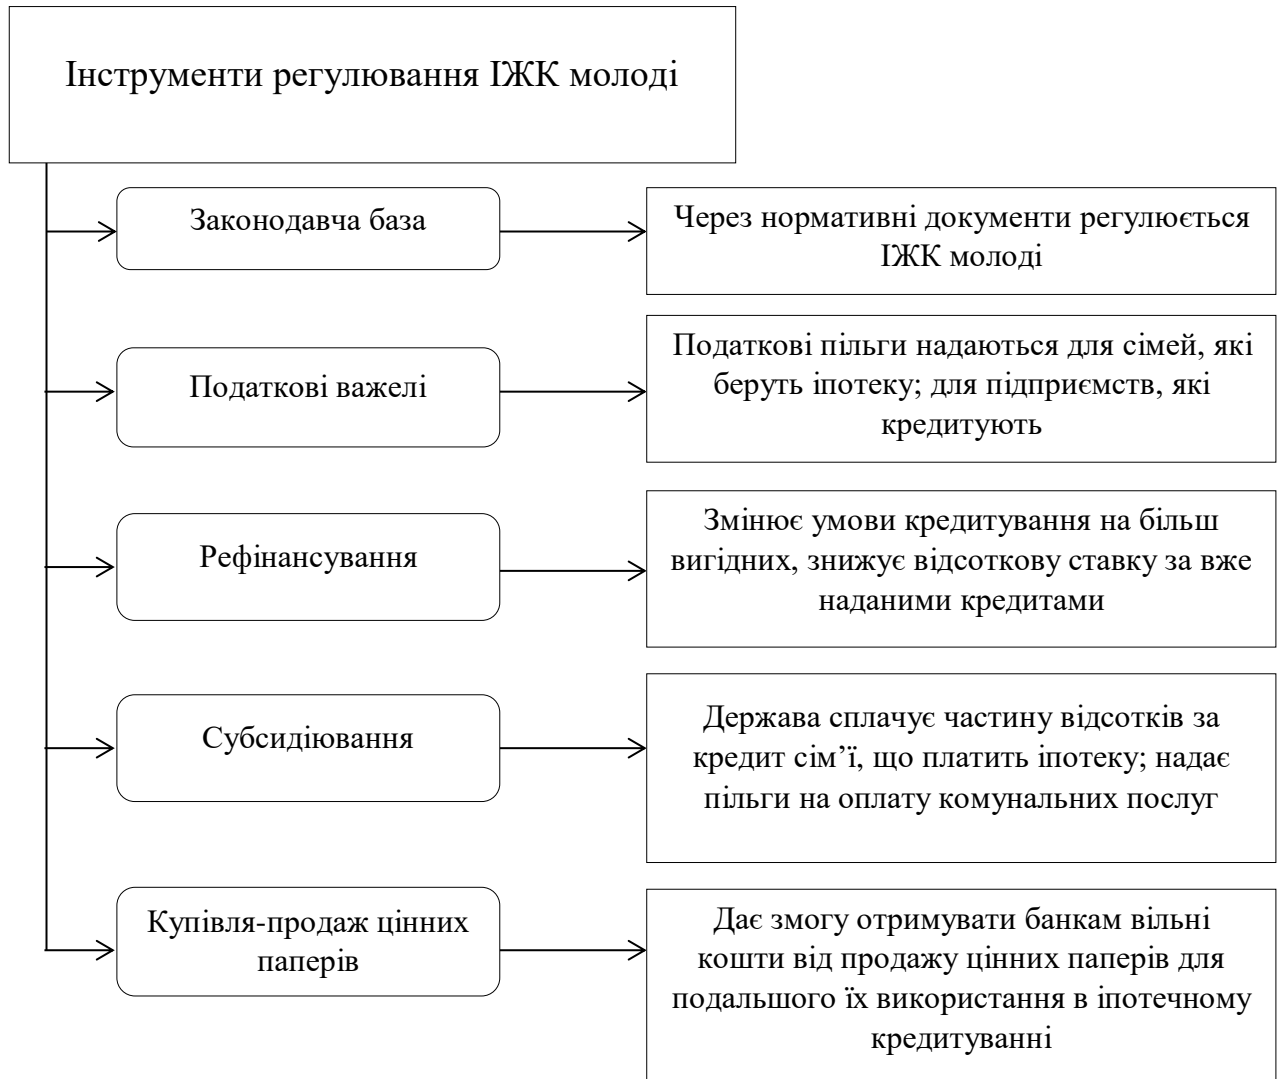 Інструменти регулювання ІЖК молоді
Законодавча база
Через нормативні документи регулюється
ІЖК молоді
Податкові важелі
Податкові пільги надаються для сімей, які
беруть іпотеку; для підприємств, які
кредитують
Рефінансування
Змінює умови кредитування на більш
вигідних, знижує відсоткову ставку за вже
наданими кредитами
Субсидіювання
Держава сплачує частину відсотків за
кредит сім’ї, що платить іпотеку; надає
пільги на оплату комунальних послуг
Купівля-продаж цінних
паперів
Дає змогу отримувати банкам вільні
кошти від продажу цінних паперів для
подальшого їх використання в іпотечному
кредитуванні